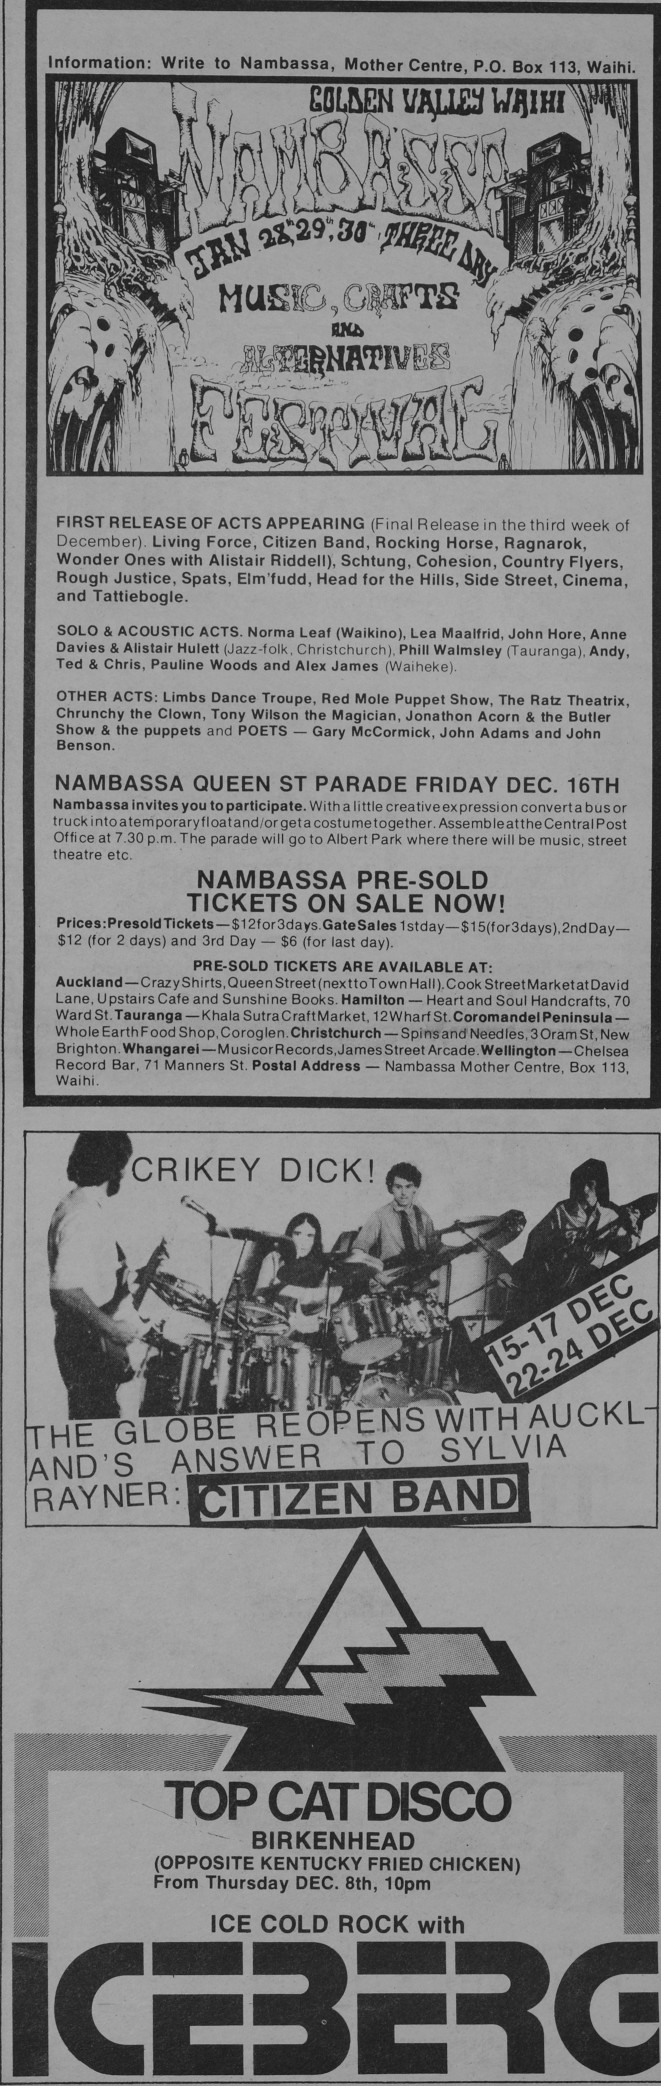 Information: Write to Nambassa, Mother Centre, P.O. Box 113, Waihi.
GOLDEN VALLEY WAIHI
NAMBASSA
JAN 28th 29th, 30th THREE DAY
MUSIC, CRAFTS
AND
ALTERNATIVES
FESTIVAL
FIRST RELEASE OF ACTS APPEARING (Final Release in the third week of
December). Living Force, Citizen Band, Rocking Horse, Ragnarok,
Wonder Ones with Alistair Riddell), Schtung, Cohesion, Country Flyers,
Rough Justice, Spats, Elm'fudd, Head for the Hills, Side Street, Cinema,
and Tattiebogle.
SOLO & ACOUSTIC ACTS. Norma Leaf (Waikino), Lea Maalfrid, John Hore, Anne
Davies & Alistair Hulett (Jazz-folk, Christchurch), Phill Walmsley (Tauranga), Andy,
Ted & Chris, Pauline Woods and Alex James (Waiheke).
OTHER ACTS: Limbs Dance Troupe, Red Mole Puppet Show, The Ratz Theatrix,
Chrunchy the Clown, Tony Wilson the Magician, Jonathon Acorn & the Butler
Show & the puppets and POETS — Gary McCormick, John Adams and John
Benson.
NAMBASSA QUEEN ST PARADE FRIDAY DEC. 16TH
Nambassa invites you to participate. With a little creative expression convert a bus or
truck into a temporary float and/or get a costume together. Assemble at the Central Post
Office at 7.30 p.m. The parade will go to Albert Park where there will be music, street
theatre etc.
NAMBASSA PRE-SOLD
TICKETS ON SALE NOW!
Prices: Presold Tickets — $12 for 3 days. Gate Sales 1st day — $15 (for 3 days), 2nd Day —
$12 (for 2 days) and 3rd Day — $6 (for last day).
PRE-SOLD TICKETS ARE AVAILABLE AT:
Auckland — Crazy Shirts, Queen Street (next to Town Hall). Cook Street Market at David
Lane, Upstairs Cafe and Sunshine Books. Hamilton — Heart and Soul Handcrafts, 70
Ward St. Tauranga — Khala Sutra Craft Market, 12 Wharf St. Coromandel Peninsula —
Whole Earth Food Shop, Coroglen. Christchurch — Spins and Needles, 3 Oram St, New
Brighton. Whangarei — Musicor Records, James Street Arcade. Wellington — Chelsea
Record Bar, 71 Manners St. Postal Address — Nambassa Mother Centre, Box 113,
Waihi.
CRIKEY DICK!
15-17 DEC
22-24 DEC
THE GLOBE REOPENS WITH AUCKL-
AND'S ANSWER TO SYLVIA
RAYNER: CITIZEN BAND
TOP CAT DISCO
BIRKENHEAD
(OPPOSITE KENTUCKY FRIED CHICKEN)
From Thursday DEC. 8th, 10pm
ICE COLD ROCK with
ICEBERG